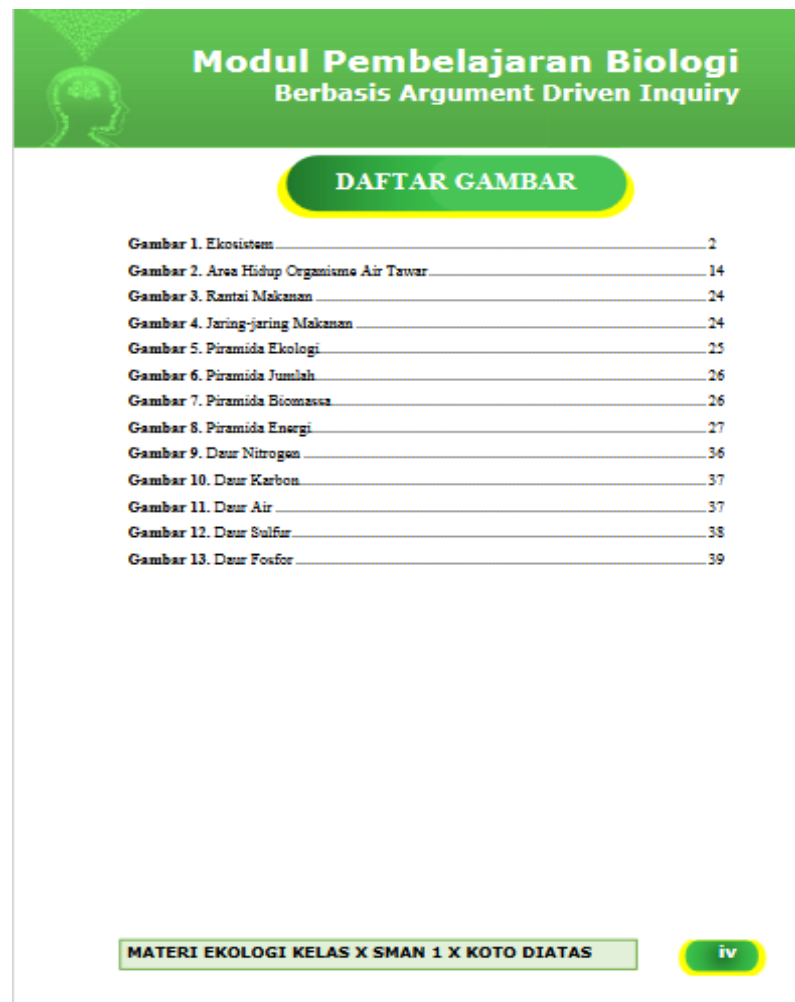 Modul Pembelajaran Biologi
Berbasis Argument Driven Inquiry
DAFTAR GAMBAR
Gambar 1. Ekosistem 2
Gambar 2. Area Hidup Organisme Air Tawar 14
Gambar 3. Rantai Makanan 24
Gambar 4. Jaring-jaring Makanan 24
Gambar 5. Piramida Ekologi 25
Gambar 6. Piramida Jumlah 26
Gambar 7. Piramida Biomassa 26
Gambar 8. Piramida Energi 27
Gambar 9. Daur Nitrogen 36
Gambar 10. Daur Karbon 37
Gambar 11. Daur Air 37
Gambar 12. Daur Sulfur 38
Gambar 13. Daur Fosfor 39
MATERI EKOLOGI KELAS X SMAN 1 X KOTO DIATAS iv